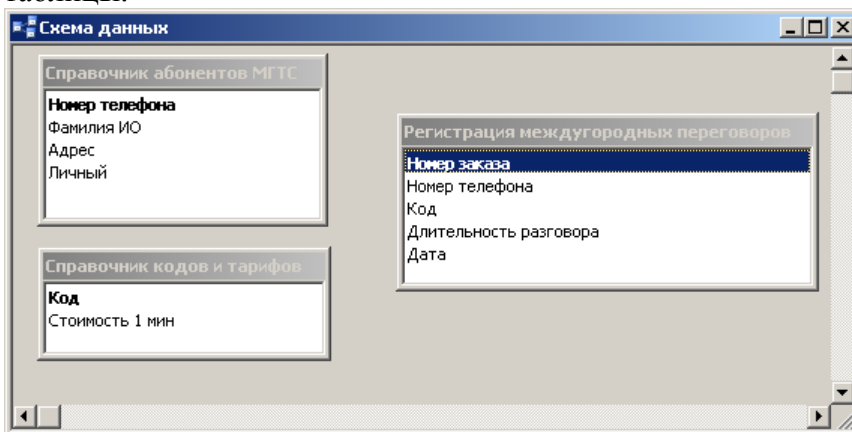 таблицы.
Схема данных
Справочник абонентов МГТС
Номер телефона
Фамилия ИО
Адрес
Личный
Регистрация междугородных переговоров
Номер заказа
Номер телефона
Код
Длительность разговора
Дата
Справочник кодов и тарифов
Код
Стоимость 1 мин